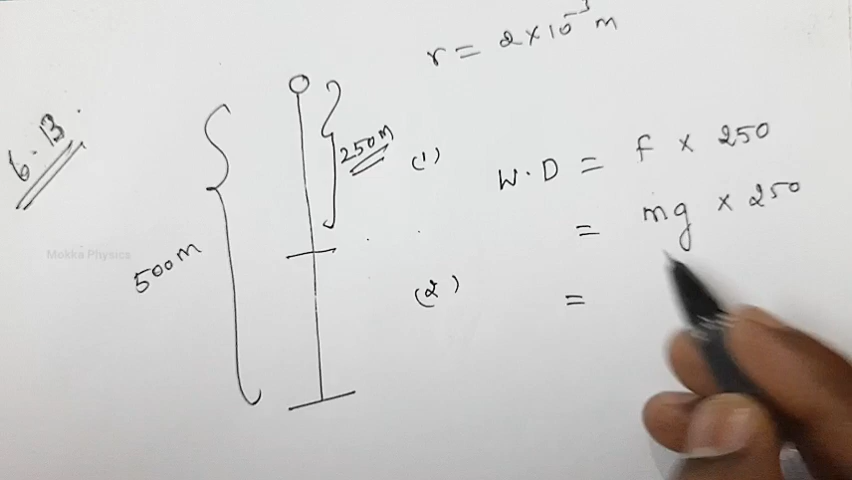 r = 2 × 10⁻³ m
6.13.
250m
(1)
W.D = f × 250
= mg × 250
Mokka Physics
500m
(2)
=